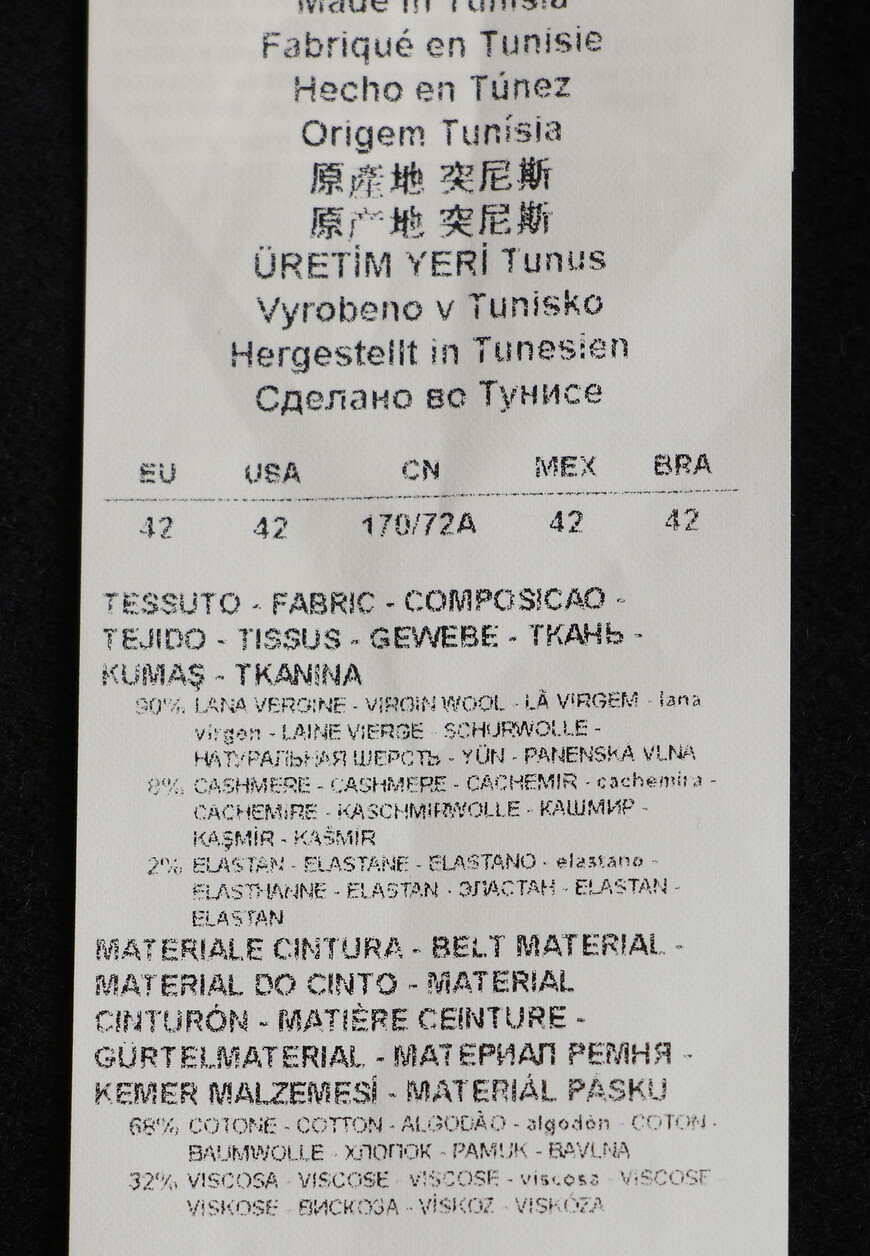 Made in Tunisia
Fabriqué en Tunisie
Hecho en Túnez
Origem Tunísia
原產地 突尼斯
原产地 突尼斯
ÜRETİM YERİ Tunus
Vyrobeno v Tunisko
Hergestellt in Tunesien
Сделано во Тунисе
EU USA CN MEX BRA
42 42 170/72A 42 42
TESSUTO - FABRIC - COMPOSICAO -
TEJIDO - TISSUS - GEWEBE - ТКАНЬ -
KUMAŞ - TKANINA
90% LANA VERGINE - VIRGIN WOOL - LÃ VIRGEM - lana
virgen - LAINE VIERGE - SCHURWOLLE -
НАТУРАЛЬНАЯ ШЕРСТЬ - YÜN - PANENSKA VLNA
8% CASHMERE - CASHMERE - CACHEMIR - cachemira -
CACHEMIRE - KASCHMIRWOLLE - КАШМИР -
KAŞMİR - KAŠMÍR
2% ELASTAN - ELASTANE - ELASTANO - elastano -
ELASTHANNE - ELASTAN - ЭЛАСТАН - ELASTAN -
ELASTAN
MATERIALE CINTURA - BELT MATERIAL -
MATERIAL DO CINTO - MATERIAL
CINTURÓN - MATIÈRE CEINTURE -
GÜRTELMATERIAL - МАТЕРИАЛ РЕМНЯ -
KEMER MALZEMESİ - MATERIÁL PÁSKU
68% COTONE - COTTON - ALGODÃO - algodón - COTON -
BAUMWOLLE - ХЛОПОК - PAMUK - BAVLNA
32% VISCOSA - VISCOSE - VISCOSE - viscosa - VISCOSE
VISKOSE - ВИСКОЗА - VİSKOZ - VISKÓZA